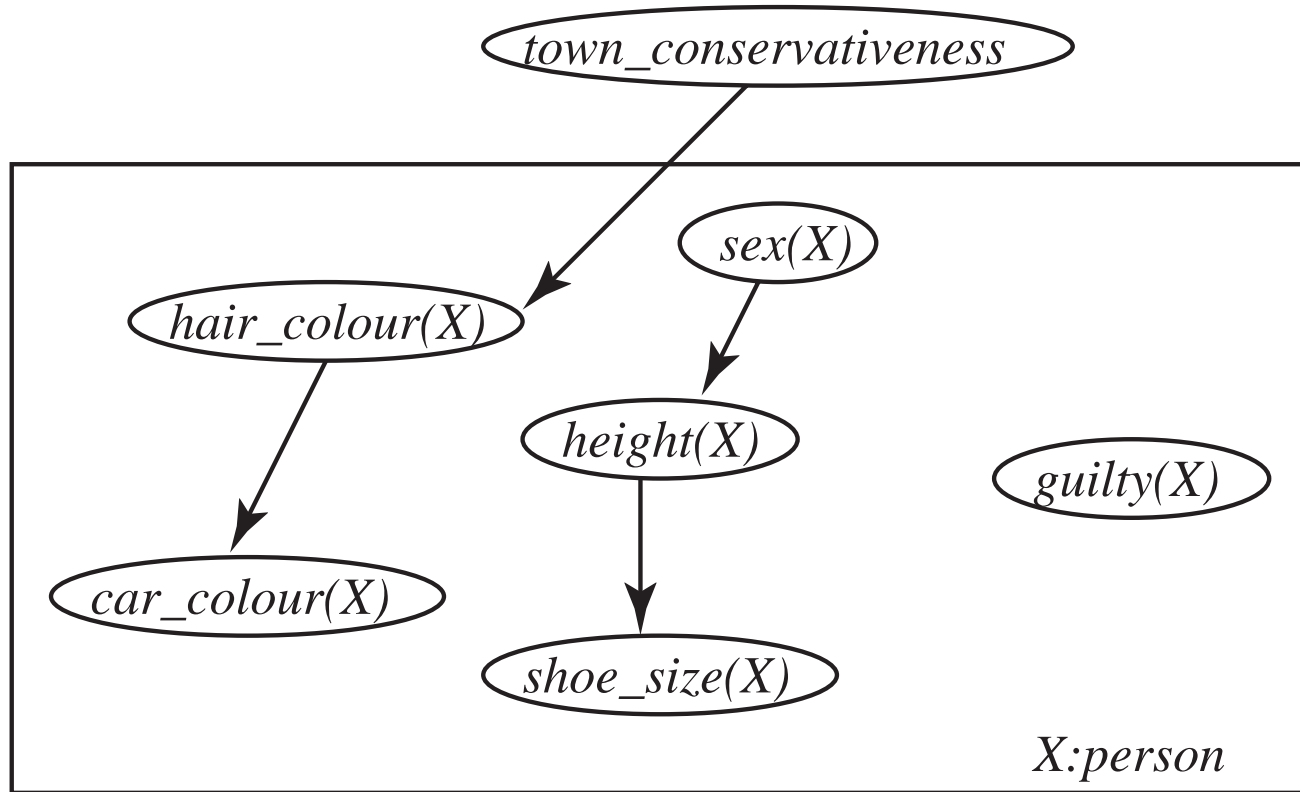 town_conservativeness
sex(X)
hair_colour(X)
height(X)
guilty(X)
car_colour(X)
shoe_size(X)
X:person